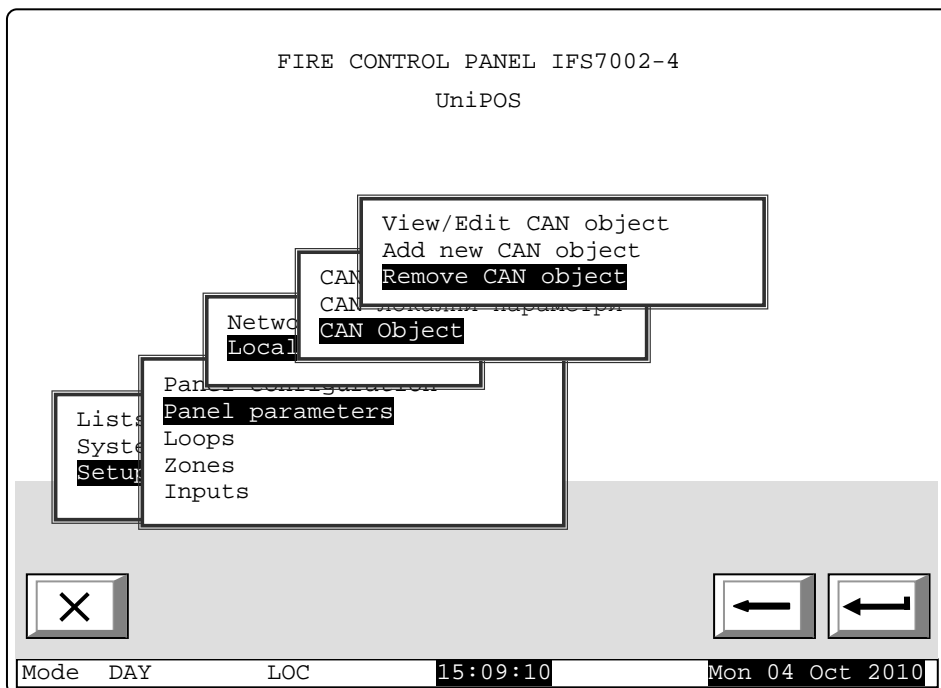 FIRE CONTROL PANEL IFS7002-4
UniPOS
View/Edit CAN object
Add new CAN object
Remove CAN object
CAN
CAN локални параметри
CAN Object
Local
Panel configuration
Panel parameters
Loops
Zones
Inputs
Lists
Setup
Mode DAY LOC 15:09:10 Mon 04 Oct 2010